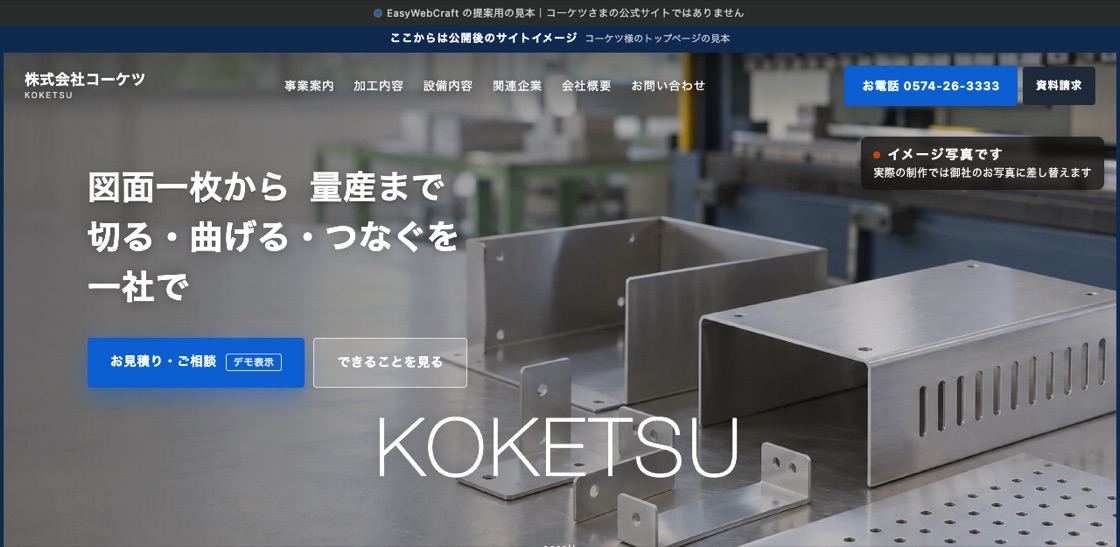 EasyWebCraft の提案用の見本｜コーケツさまの公式サイトではありません
ここからは公開後のサイトイメージ コーケツ様のトップページの見本
株式会社コーケツ
KOKETSU
事業案内 加工内容 設備内容 関連企業 会社概要 お問い合わせ
お電話 0574-26-3333
資料請求
イメージ写真です
実際の制作では御社のお写真に差し替えます
図面一枚から 量産まで
切る・曲げる・つなぐを
一社で
お見積り・ご相談 デモ表示
できることを見る
KOKETSU